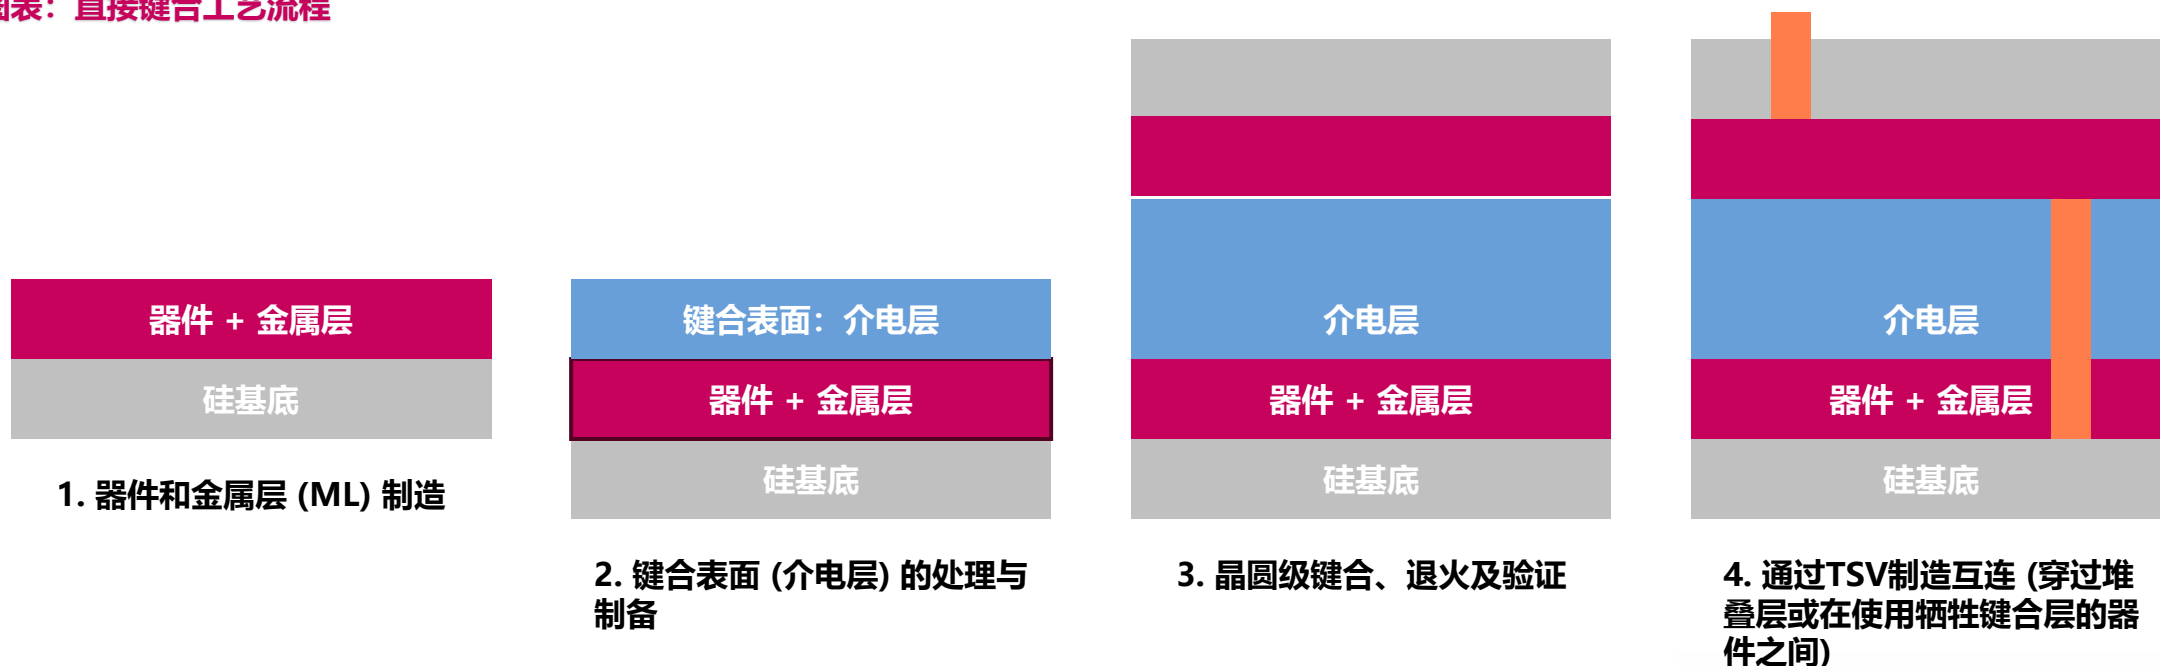 图表：直接键合工艺流程
器件 + 金属层
硅基底
1. 器件和金属层 (ML) 制造
键合表面：介电层
器件 + 金属层
硅基底
2. 键合表面 (介电层) 的处理与
制备
介电层
器件 + 金属层
硅基底
3. 晶圆级键合、退火及验证
介电层
器件 + 金属层
硅基底
4. 通过TSV制造互连 (穿过堆
叠层或在使用牺牲键合层的器
件之间)